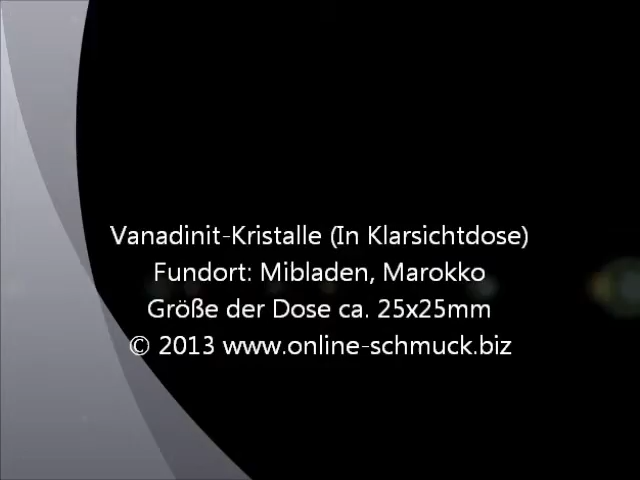 Vanadinit-Kristalle (In Klarsichtdose)
Fundort: Mibladen, Marokko
Größe der Dose ca. 25x25mm
© 2013 www.online-schmuck.biz